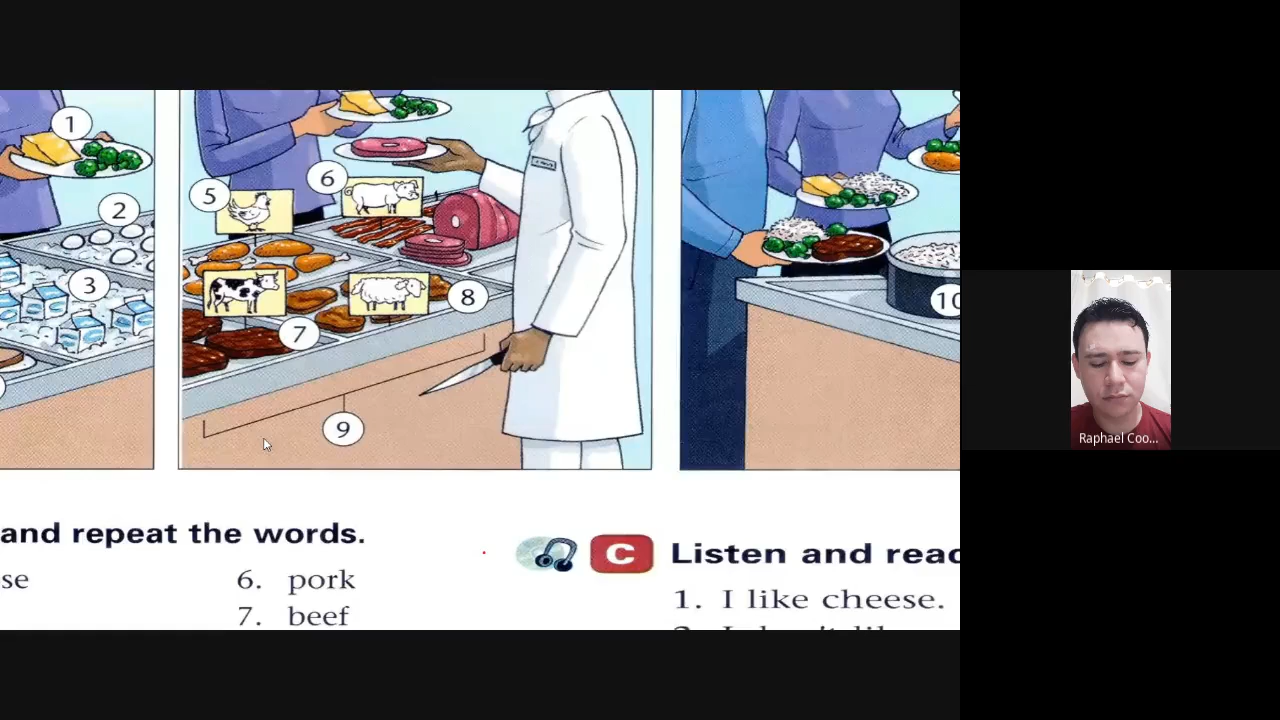 1
2
3
5
6
7
8
9
10
and repeat the words.
se
6. pork
7. beef
C Listen and read
1. I like cheese.
Raphael Coo...